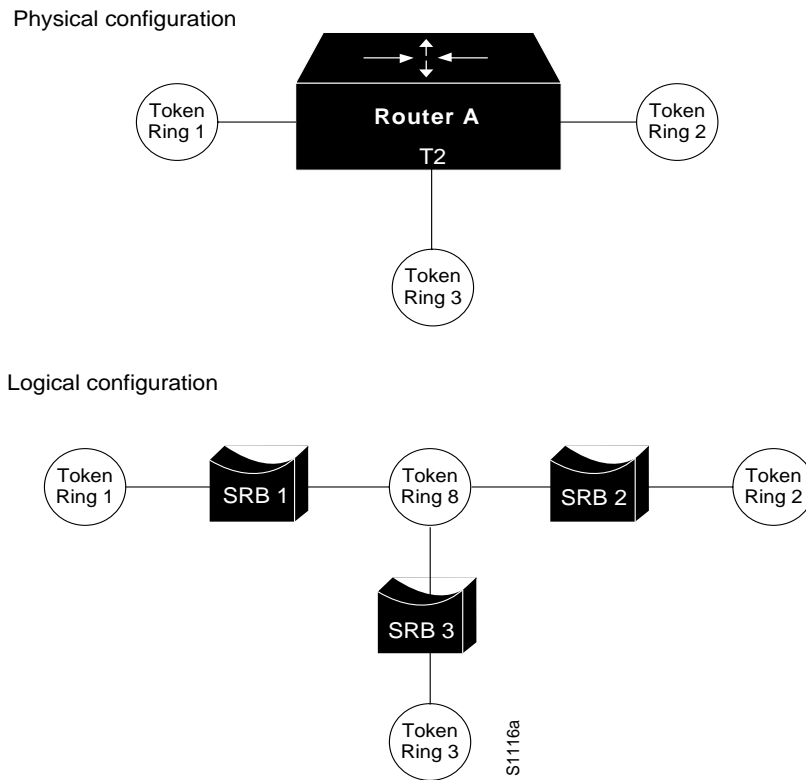 Physical configuration
Token
Ring 1
Router A
T2
Token
Ring 2
Token
Ring 3
Logical configuration
Token
Ring 1
SRB 1
Token
Ring 8
SRB 2
Token
Ring 2
SRB 3
Token
Ring 3
S1116a